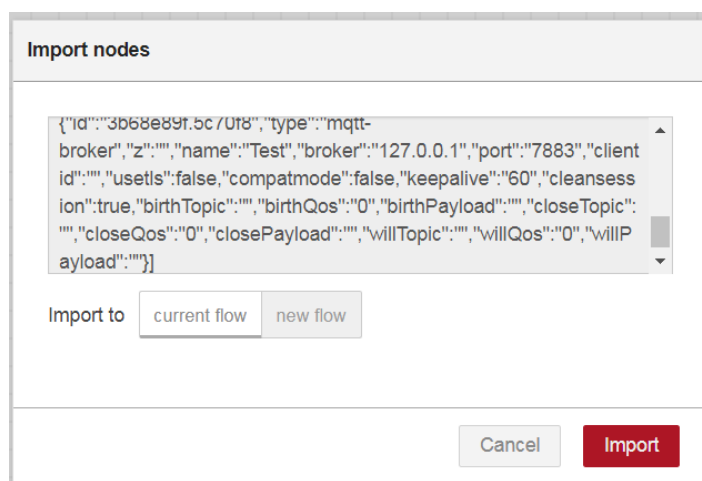 Import nodes
{"id":"3b68e89f.5c70f8","type":"mqtt-
broker","z":"","name":"Test","broker":"127.0.0.1","port":"7883","client
id":"","usetls":false,"compatmode":false,"keepalive":"60","cleansess
ion":true,"birthTopic":"","birthQos":"0","birthPayload":"","closeTopic":
"","closeQos":"0","closePayload":"","willTopic":"","willQos":"0","willP
ayload":""}]
Import to current flow new flow
Cancel Import